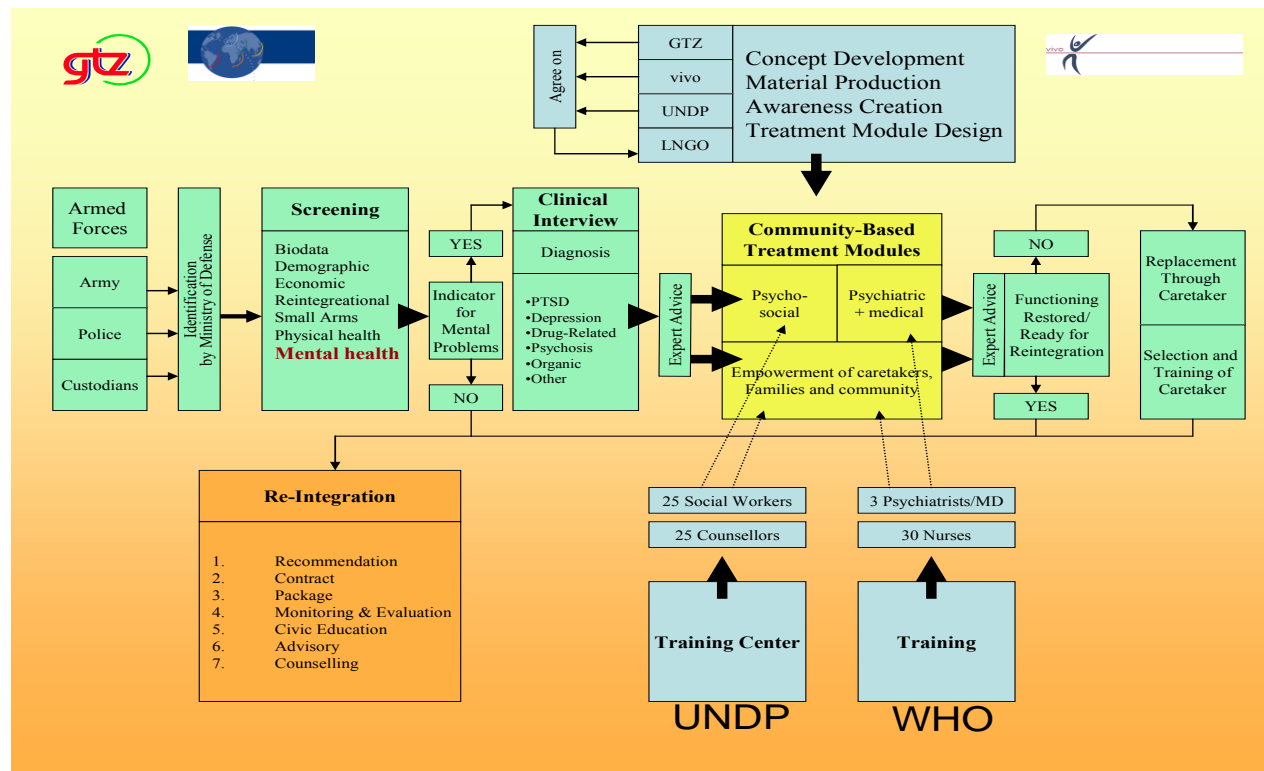 gtz
vivo
Agree on
GTZ
vivo
UNDP
LNGO
Concept Development
Material Production
Awareness Creation
Treatment Module Design
Armed
Forces
Army
Police
Custodians
Identification
by Ministry of Defense
Screening
Biodata
Demographic
Economic
Reintegreational
Small Arms
Physical health
Mental health
YES
Indicator
for
Mental
Problems
NO
Clinical
Interview
Diagnosis
•PTSD
•Depression
•Drug-Related
•Psychosis
•Organic
•Other
Expert Advice
Community-Based
Treatment Modules
Psycho-
social
Psychiatric
+ medical
Empowerment of caretakers,
Families and community
Expert Advice
NO
Functioning
Restored/
Ready for
Reintegration
YES
Replacement
Through
Caretaker
Selection and
Training of
Caretaker
Re-Integration
1. Recommendation
2. Contract
3. Package
4. Monitoring & Evaluation
5. Civic Education
6. Advisory
7. Counselling
25 Social Workers
25 Counsellors
Training Center
UNDP
3 Psychiatrists/MD
30 Nurses
Training
WHO